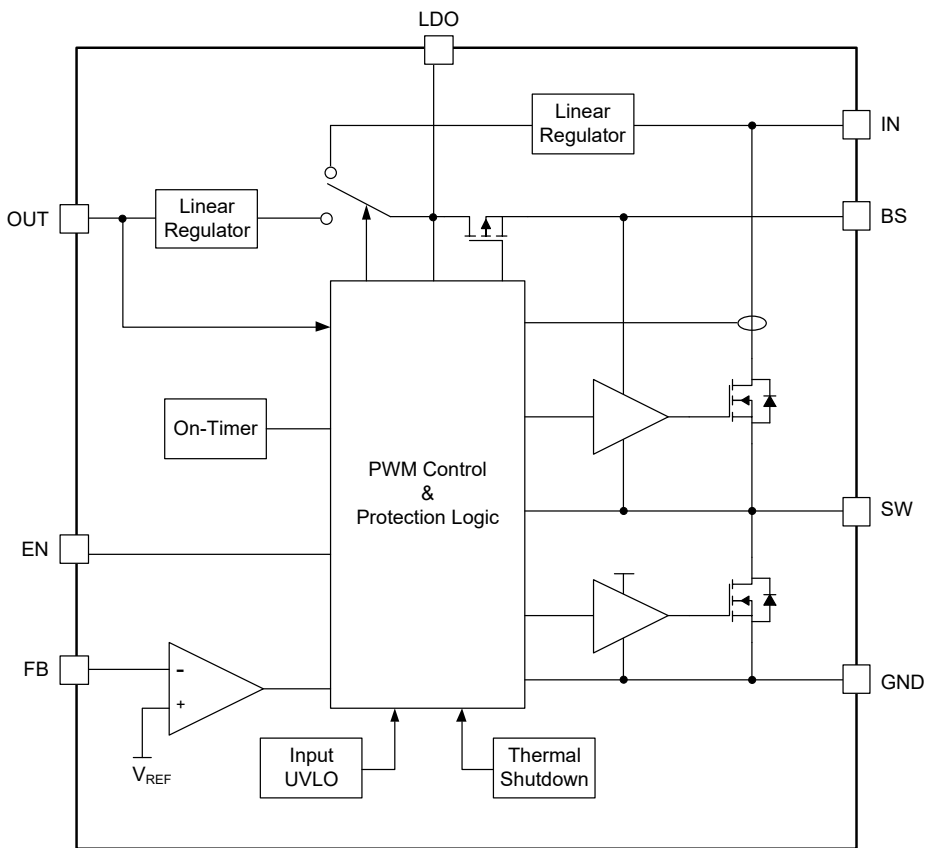 LDO
Linear
Regulator
IN
OUT
Linear
Regulator
BS
On-Timer
PWM Control
&
Protection Logic
SW
EN
FB
-
+
VREF
GND
Input
UVLO
Thermal
Shutdown